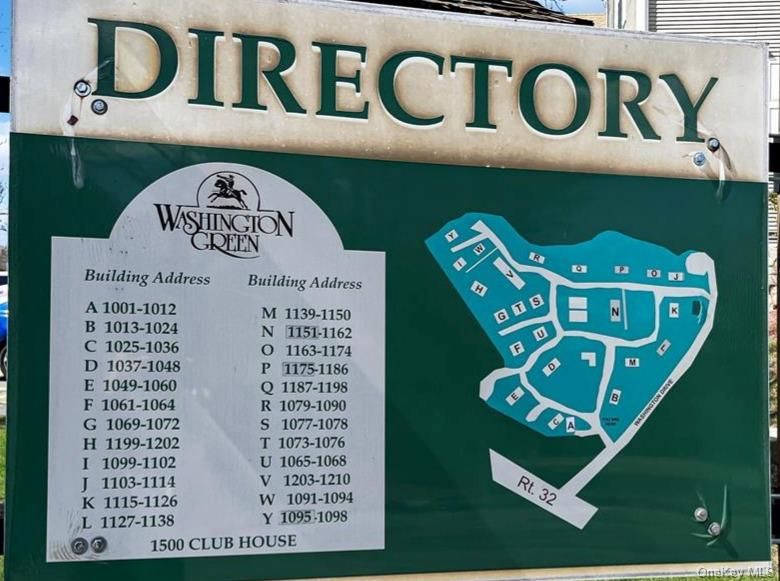 DIRECTORY
WASHINGTON
GREEN
Building Address
A 1001-1012
B 1013-1024
C 1025-1036
D 1037-1048
E 1049-1060
F 1061-1064
G 1069-1072
H 1199-1202
I 1099-1102
J 1103-1114
K 1115-1126
L 1127-1138
Building Address
M 1139-1150
N 1151-1162
O 1163-1174
P 1175-1186
Q 1187-1198
R 1079-1090
S 1077-1078
T 1073-1076
U 1065-1068
V 1203-1210
W 1091-1094
Y 1095-1098
1500 CLUB HOUSE
Y
W
I
V
H
R
Q
P
O
J
G
T
S
N
K
F
U
L
D
M
E
B
C
A
YOU ARE
HERE
WASHINGTON DRIVE
Rt. 32
OneKey MLS